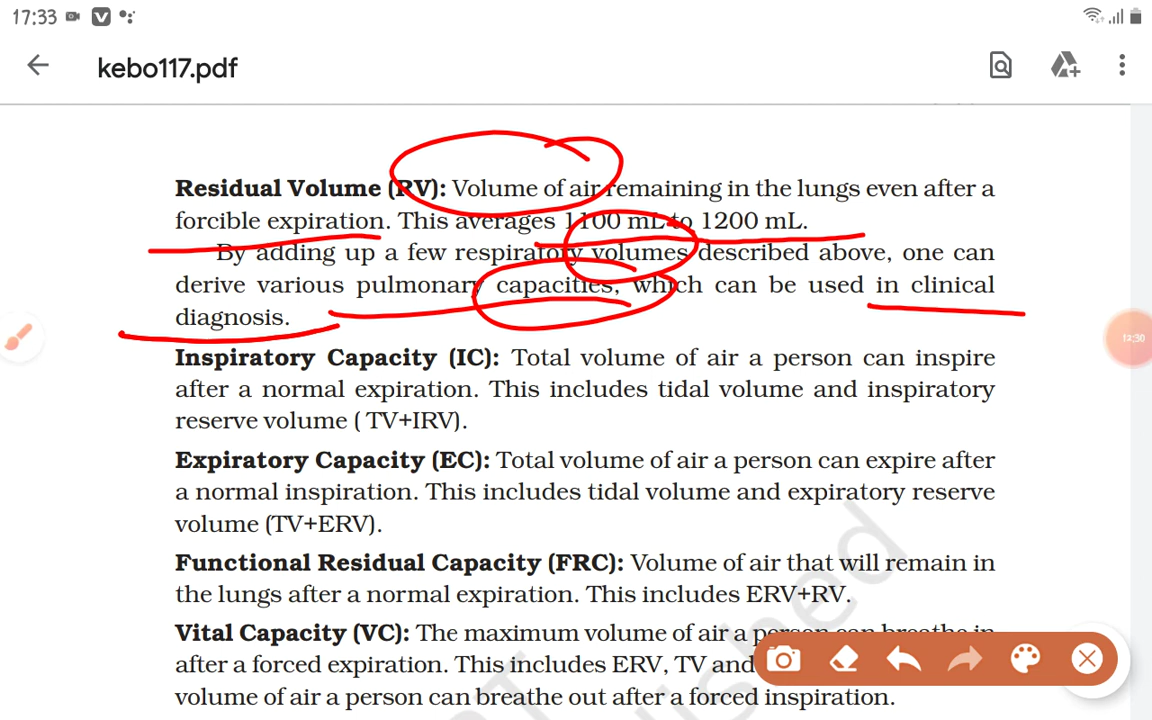 17:33
kebo117.pdf
Residual Volume (RV): Volume of air remaining in the lungs even after a
forcible expiration. This averages 1100 mL to 1200 mL.
By adding up a few respiratory volumes described above, one can
derive various pulmonary capacities, which can be used in clinical
diagnosis.
12:30
Inspiratory Capacity (IC): Total volume of air a person can inspire
after a normal expiration. This includes tidal volume and inspiratory
reserve volume ( TV+IRV).
Expiratory Capacity (EC): Total volume of air a person can expire after
a normal inspiration. This includes tidal volume and expiratory reserve
volume (TV+ERV).
Functional Residual Capacity (FRC): Volume of air that will remain in
the lungs after a normal expiration. This includes ERV+RV.
Vital Capacity (VC): The maximum volume of air a person can breathe in
after a forced expiration. This includes ERV, TV and
volume of air a person can breathe out after a forced inspiration.